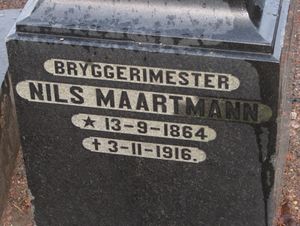 BRYGGERIMESTER
NILS MAARTMANN
★ 13-9-1864
✝ 3-11-1916.